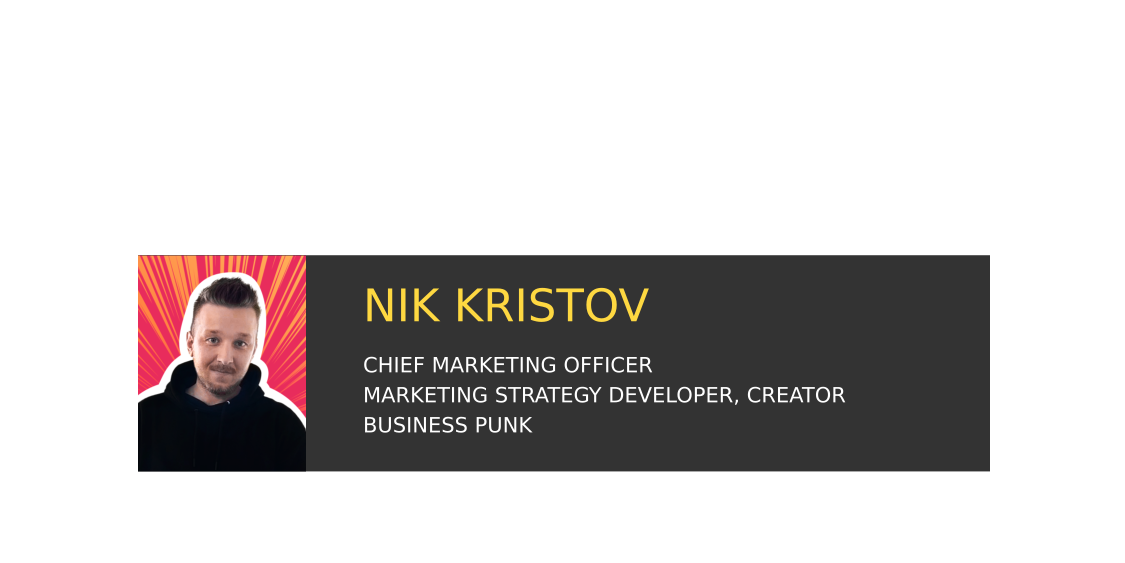 NIK KRISTOV
CHIEF MARKETING OFFICER
MARKETING STRATEGY DEVELOPER, CREATOR
BUSINESS PUNK